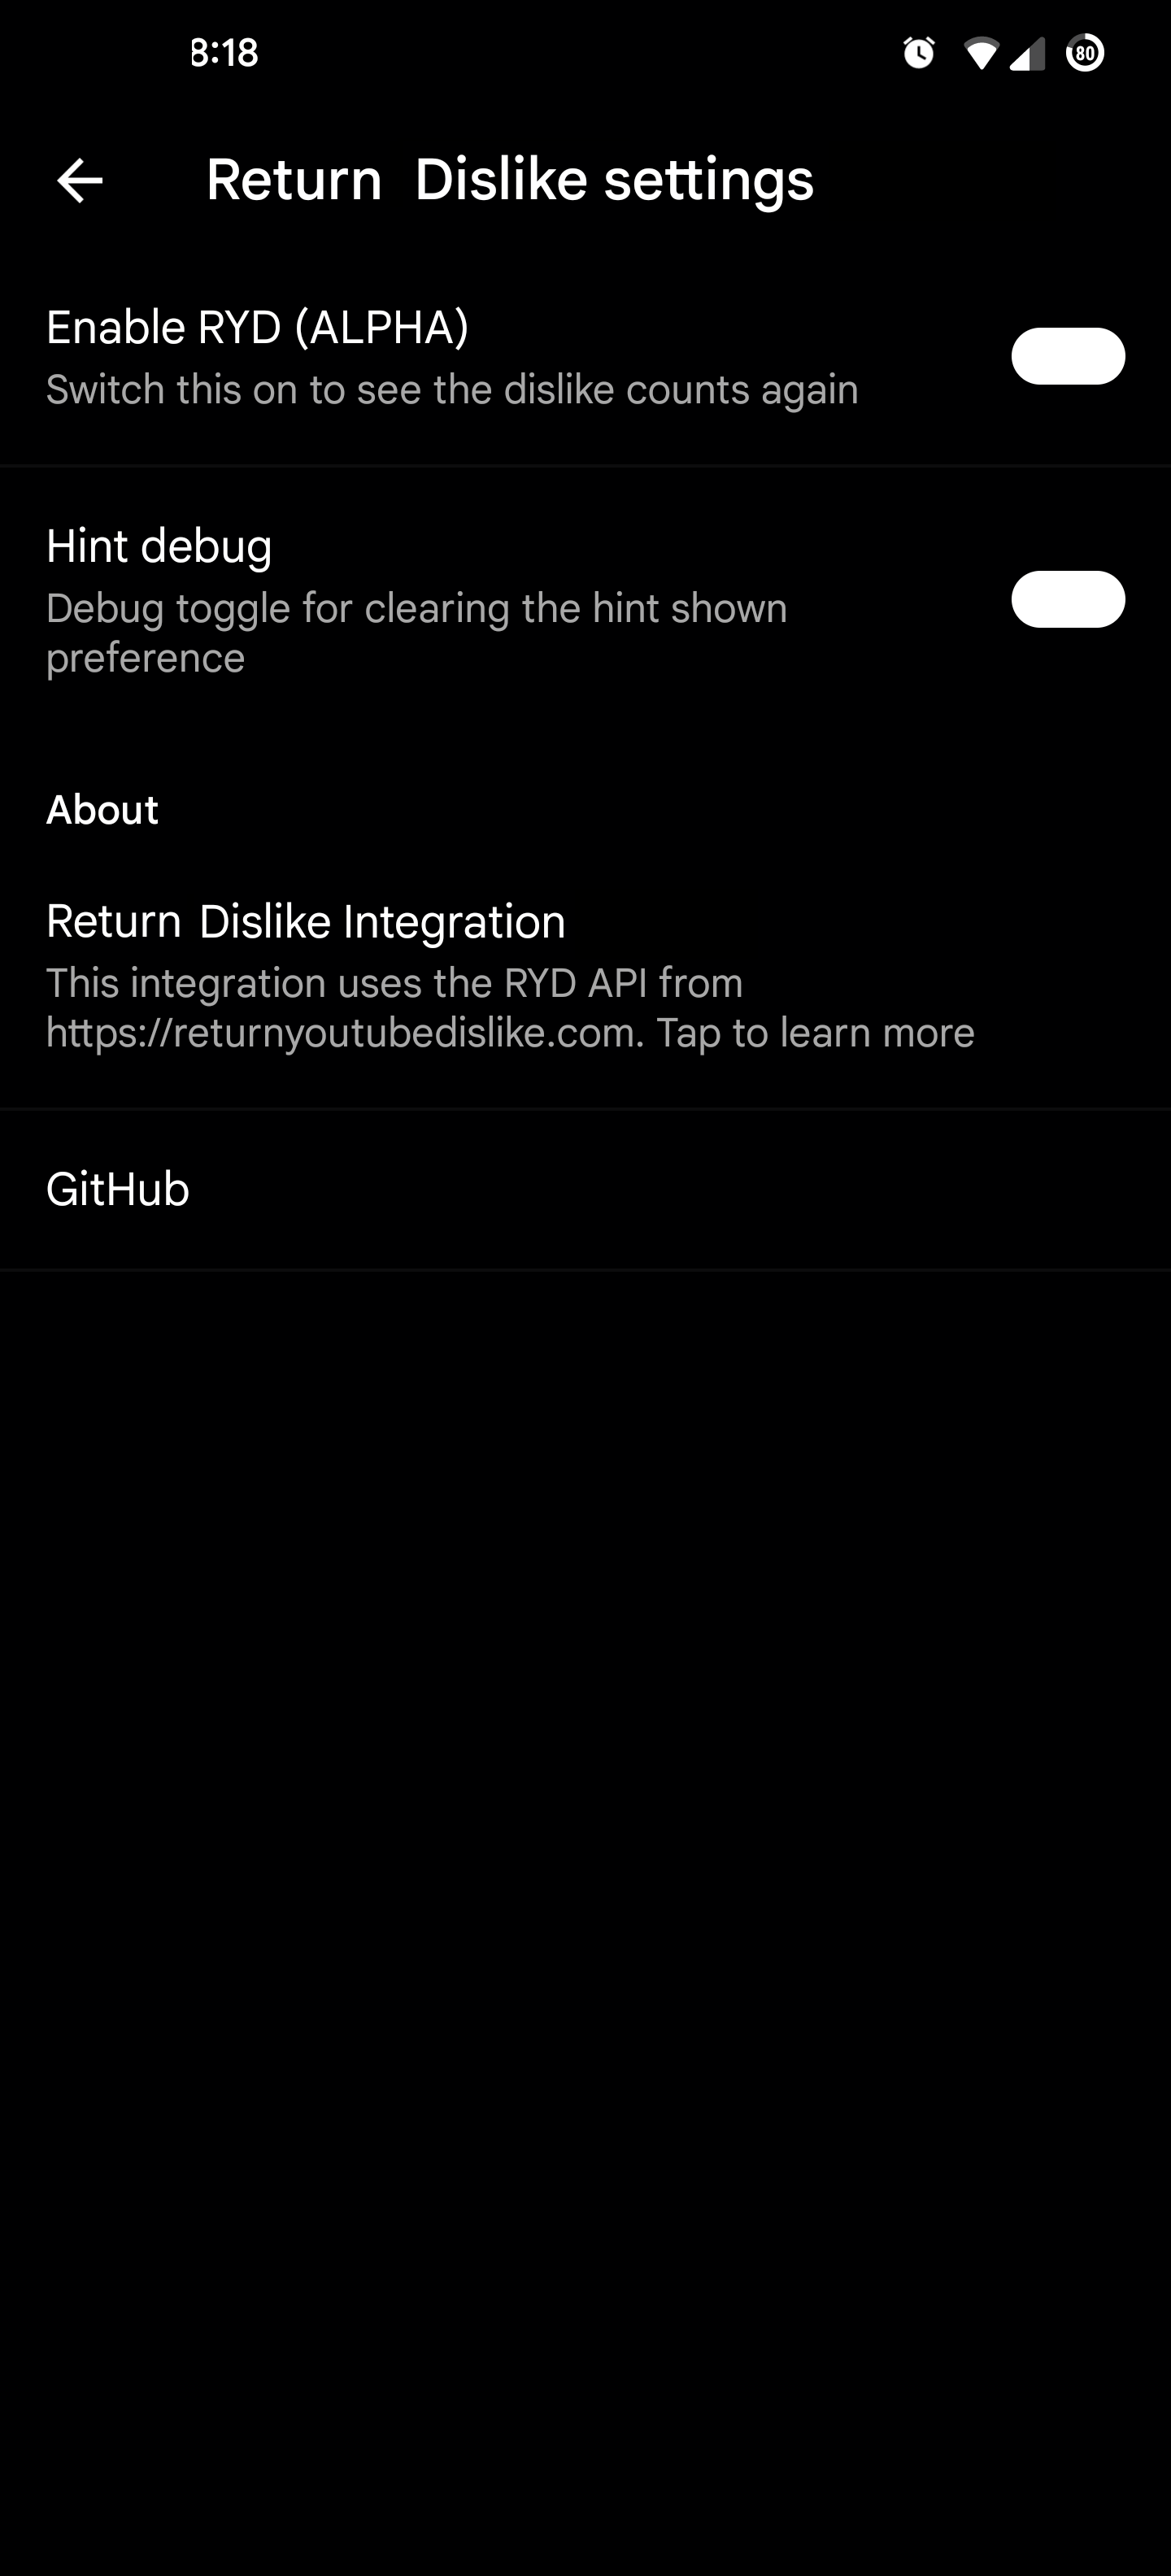 8:18
80
Return Dislike settings
Enable RYD (ALPHA)
Switch this on to see the dislike counts again
Hint debug
Debug toggle for clearing the hint shown
preference
About
Return Dislike Integration
This integration uses the RYD API from
https://returnyoutubedislike.com. Tap to learn more
GitHub